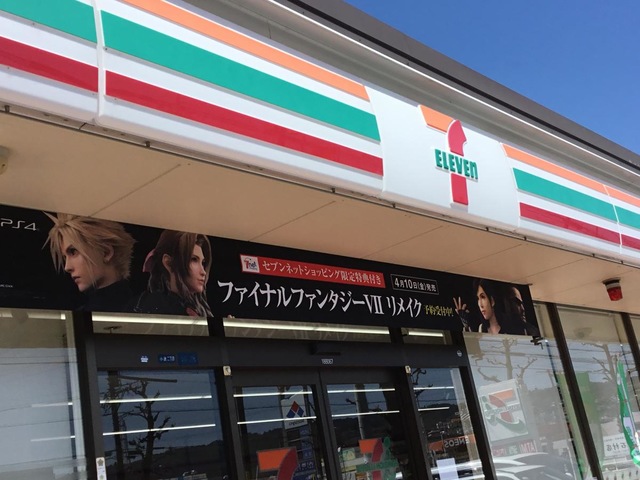 7
ELEVEN
PS4
セブンネットショッピング限定特典付き
4月10日(金)発売
ファイナルファンタジーVII リメイク
予約受付中!
ENEOS